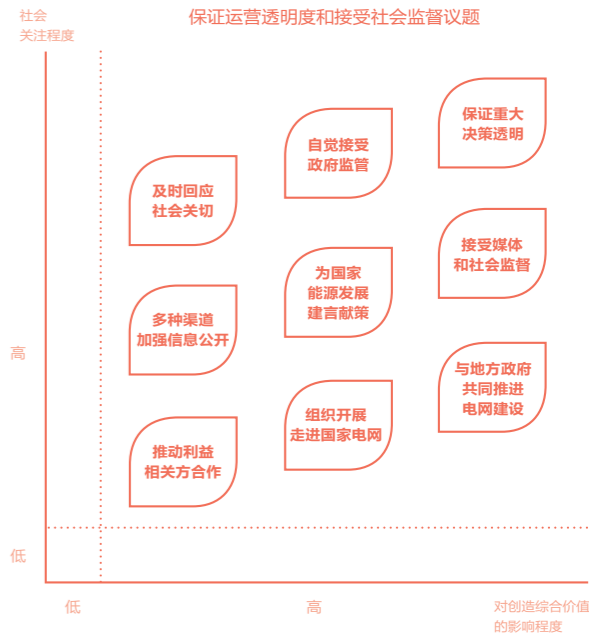 社会
关注程度
保证运营透明度和接受社会监督议题
保证重大
决策透明
自觉接受
政府监管
及时回应
社会关切
接受媒体
和社会监督
为国家
能源发展
建言献策
多种渠道
加强信息公开
高
与地方政府
共同推进
电网建设
组织开展
走进国家电网
推动利益
相关方合作
低
低
高
对创造综合价值
的影响程度